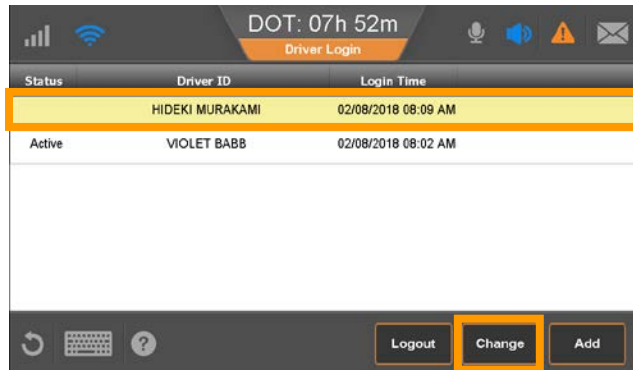 DOT: 07h 52m
Driver Login
Status Driver ID Login Time
HIDEKI MURAKAMI 02/08/2018 08:09 AM
Active VIOLET BABB 02/08/2018 08:02 AM
? Logout Change Add